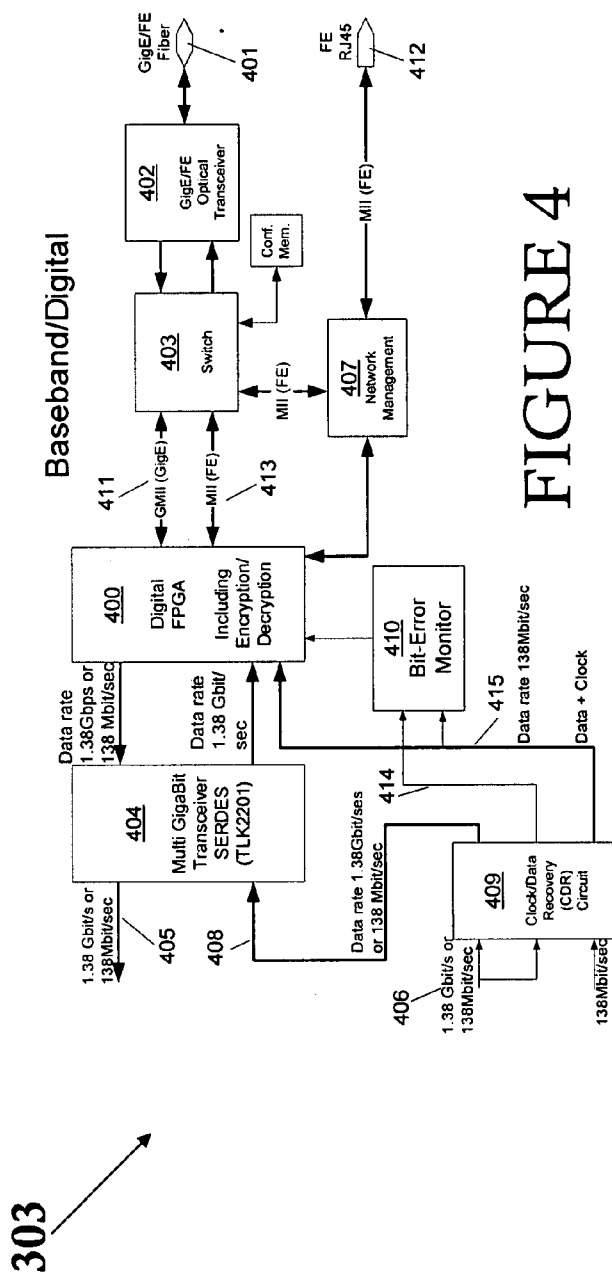 303
Baseband/Digital
GigE/FE
Fiber
401
402
GigE/FE
Optical
Transceiver
403
Switch
Conf.
Mem.
411
GMII (GigE)
MII (FE)
413
MII (FE)
407
Network
Management
MII (FE)
FE
RJ45
412
400
Digital
FPGA
Including
Encryption/
Decryption
Data rate
1.38Gbps or
138 Mbit/sec
Data rate
1.38 Gbit/
sec
404
Multi GigaBit
Transceiver
SERDES
(TLK2201)
1.38 Gbit/s or
138Mbit/sec
405
408
410
Bit-Error
Monitor
415
Data rate 138Mbit/sec
Data + Clock
414
Data rate 1.38Gbit/ses
or 138 Mbit/sec
409
Clock/Data
Recovery
(CDR)
Circuit
406
1.38 Gbit/s or
138Mbit/sec
138Mbit/sec
FIGURE 4